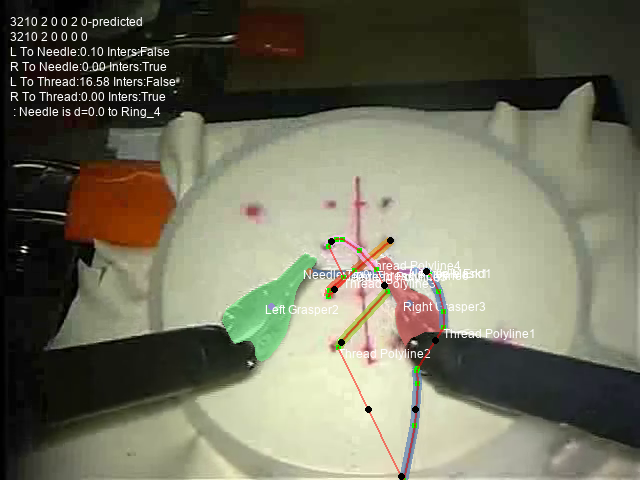 3210 2 0 0 2 0-predicted
3210 2 0 0 0 0
L To Needle:0.10 Inters:False
R To Needle:0.00 Inters:True
L To Thread:16.58 Inters:False
R To Thread:0.00 Inters:True
: Needle is d=0.0 to Ring_4
Thread Polyline4
Thread Polyline3
Left Grasper2
Right Grasper3
Thread Polyline1
Thread Polyline2